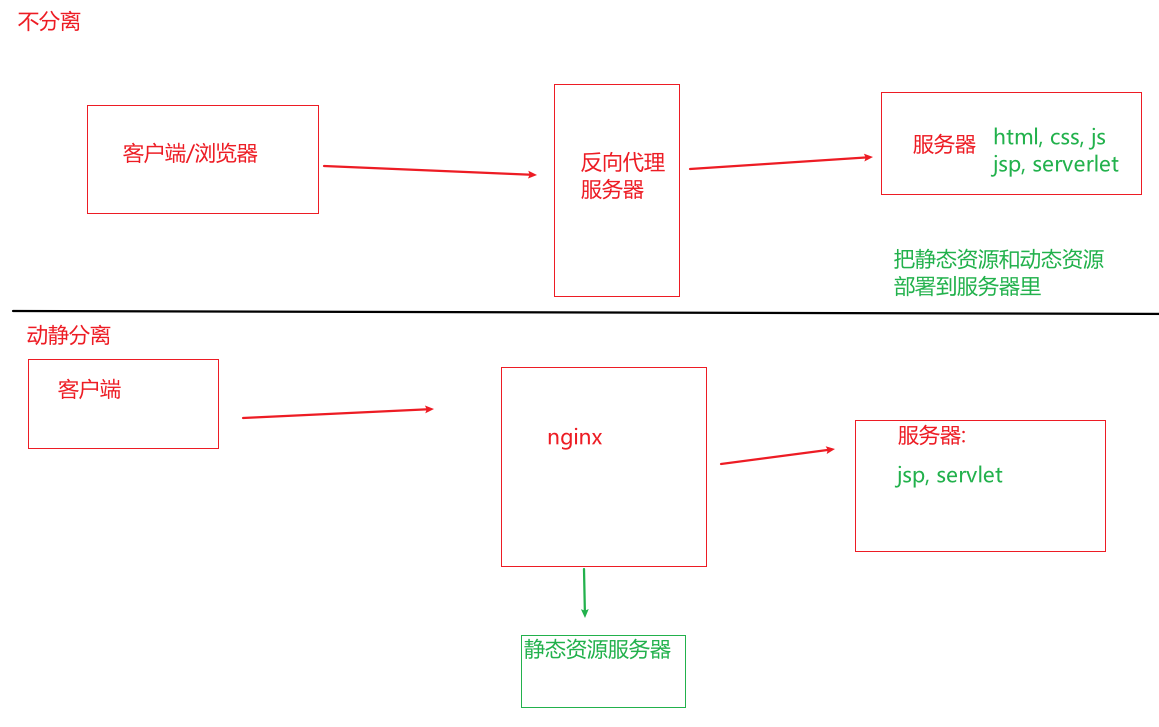 不分离
客户端/浏览器
反向代理
服务器
服务器
html, css, js
jsp, serverlet
把静态资源和动态资源
部署到服务器里
动静分离
客户端
nginx
服务器:
jsp, servlet
静态资源服务器